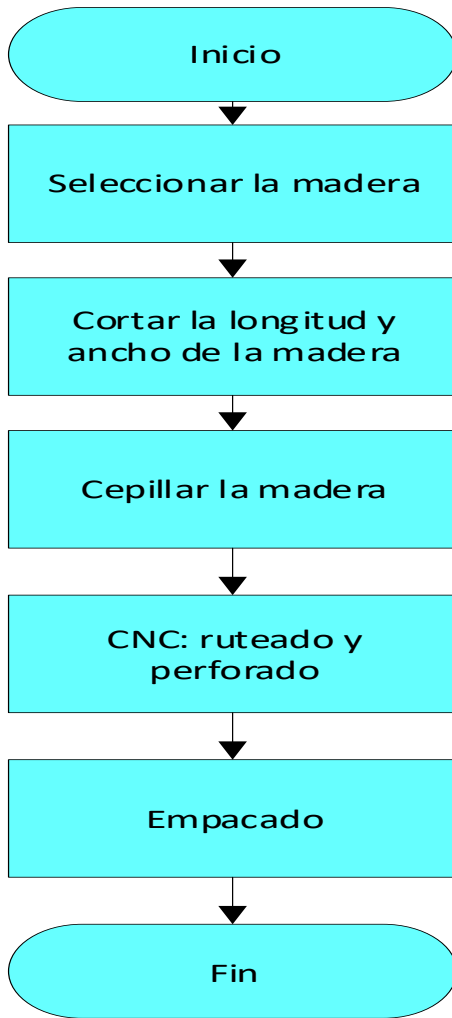 Inicio
Seleccionar la madera
Cortar la longitud y
ancho de la madera
Cepillar la madera
CNC: ruteado y
perforado
Empacado
Fin